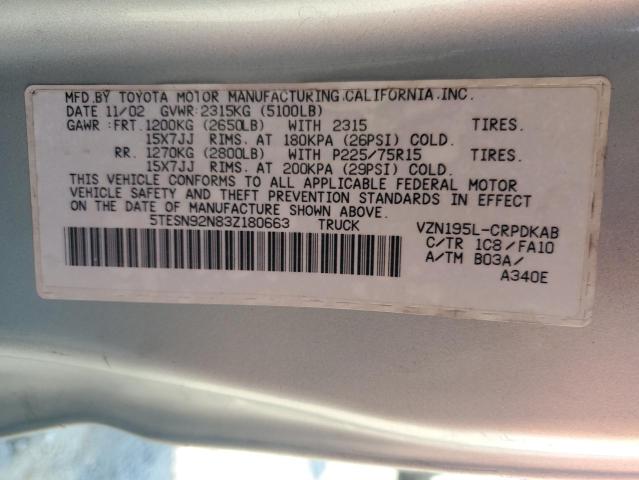 MFD.BY TOYOTA MOTOR MANUFACTURING,CALIFORNIA.INC.
DATE 11/02 GVWR:2315KG (5100LB)
GAWR :FRT.1200KG (2650LB) WITH 2315 TIRES.
15X7JJ RIMS. AT 180KPA (26PSI) COLD.
RR. 1270KG (2800LB) WITH P225/75R15 TIRES.
15X7JJ RIMS. AT 200KPA (29PSI) COLD.
THIS VEHICLE CONFORMS TO ALL APPLICABLE FEDERAL MOTOR
VEHICLE SAFETY AND THEFT PREVENTION STANDARDS IN EFFECT
ON THE DATE OF MANUFACTURE SHOWN ABOVE.
5TESN92N83Z180663 TRUCK VZN195L-CRPDKAB
C/TR 1C8/FA10
A/TM B03A/
A340E